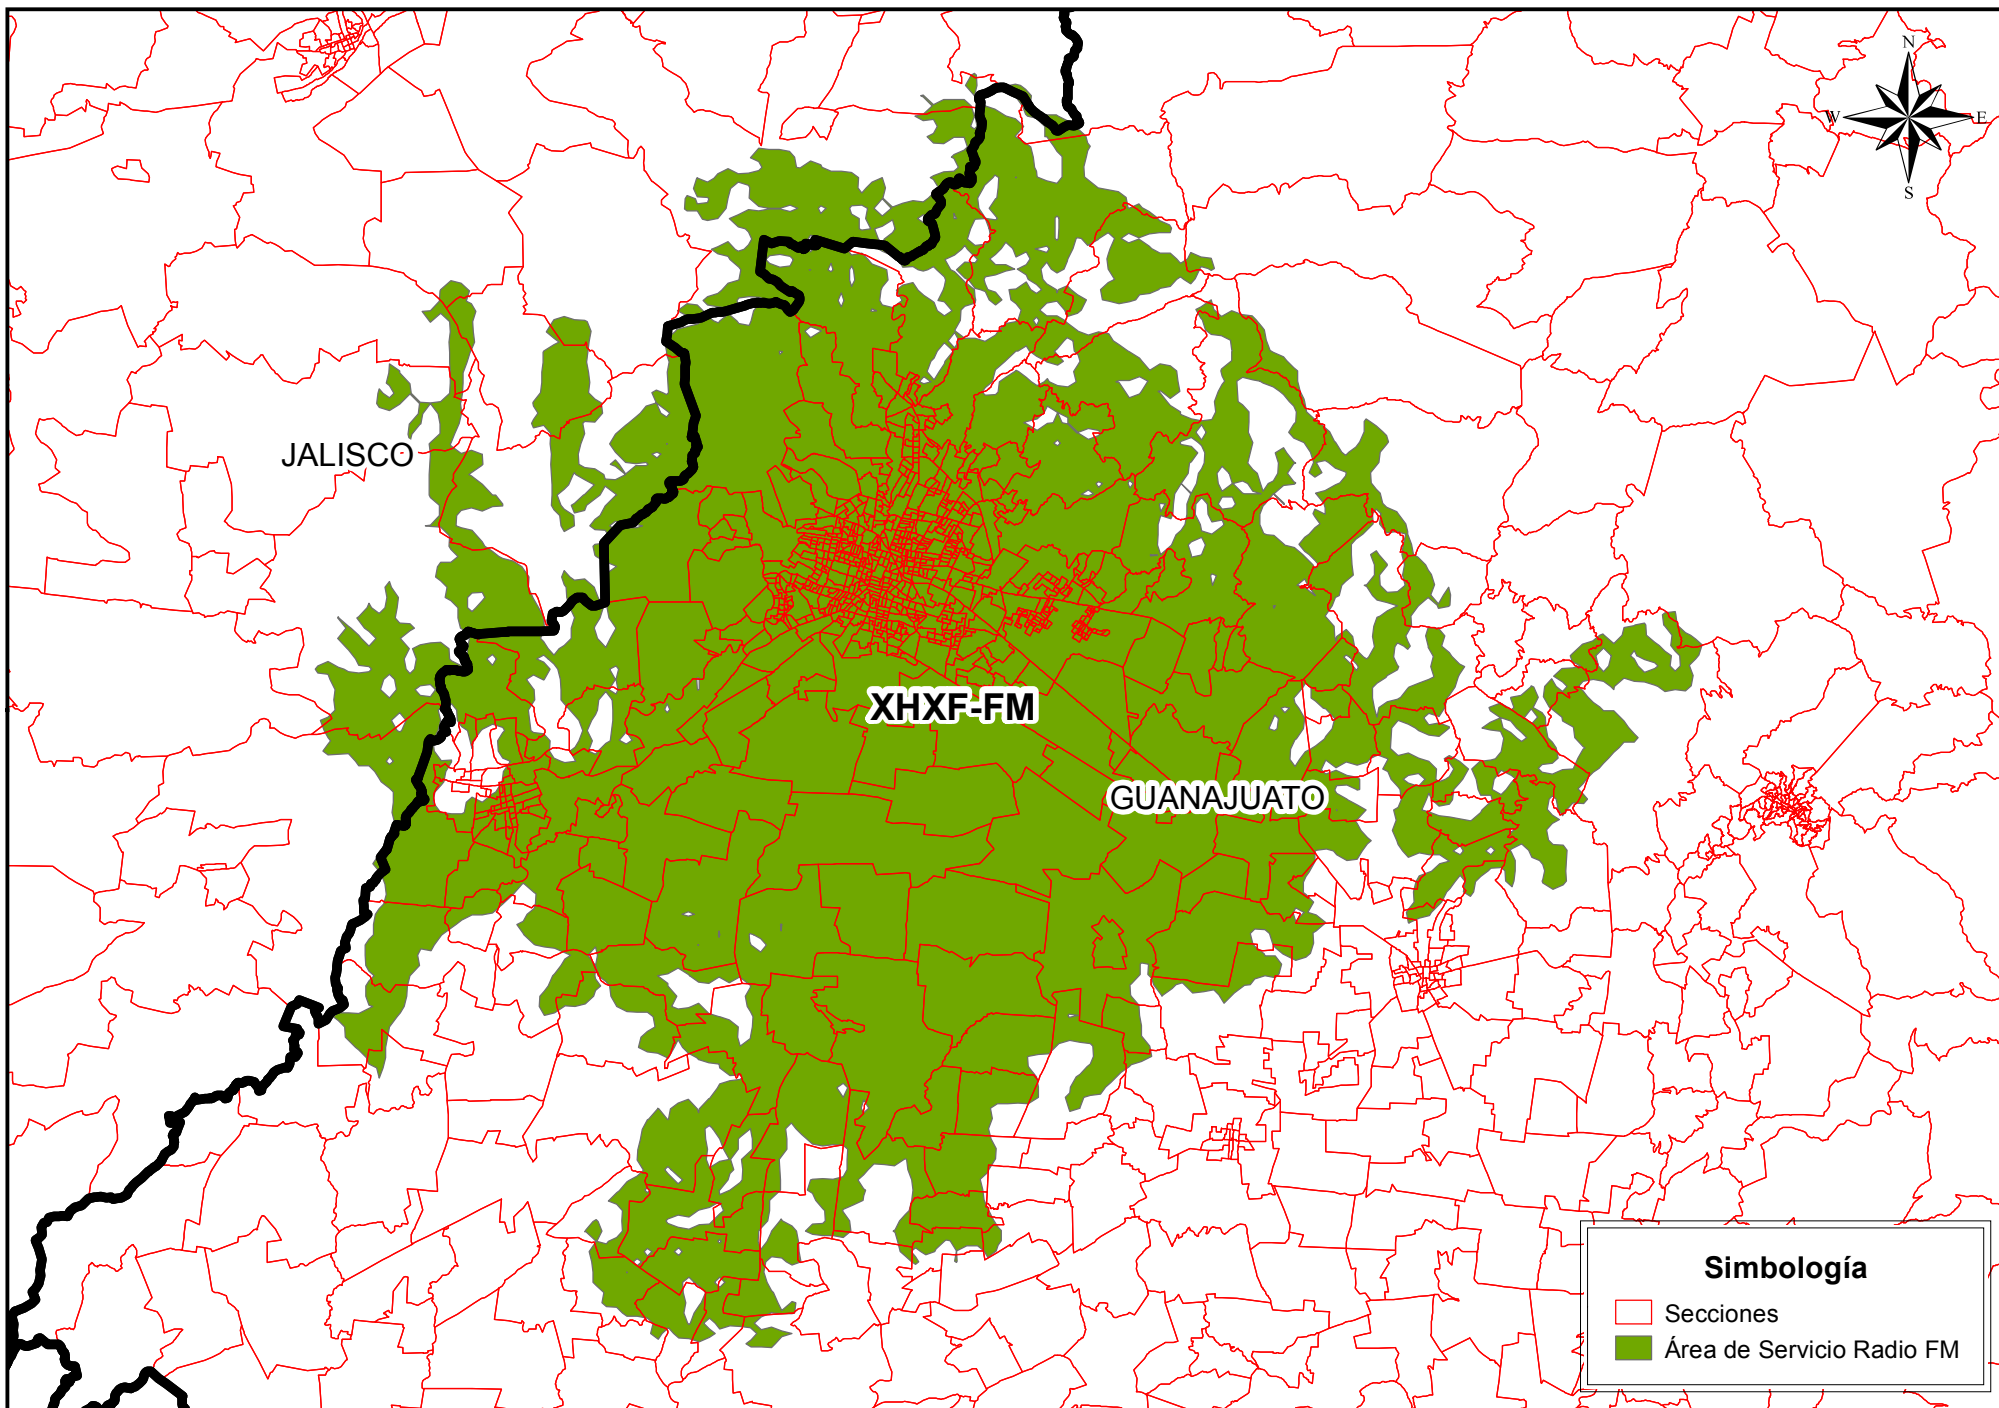 N
W E
S
JALISCO
XHXF-FM
GUANAJUATO
Simbología
Secciones
Área de Servicio Radio FM